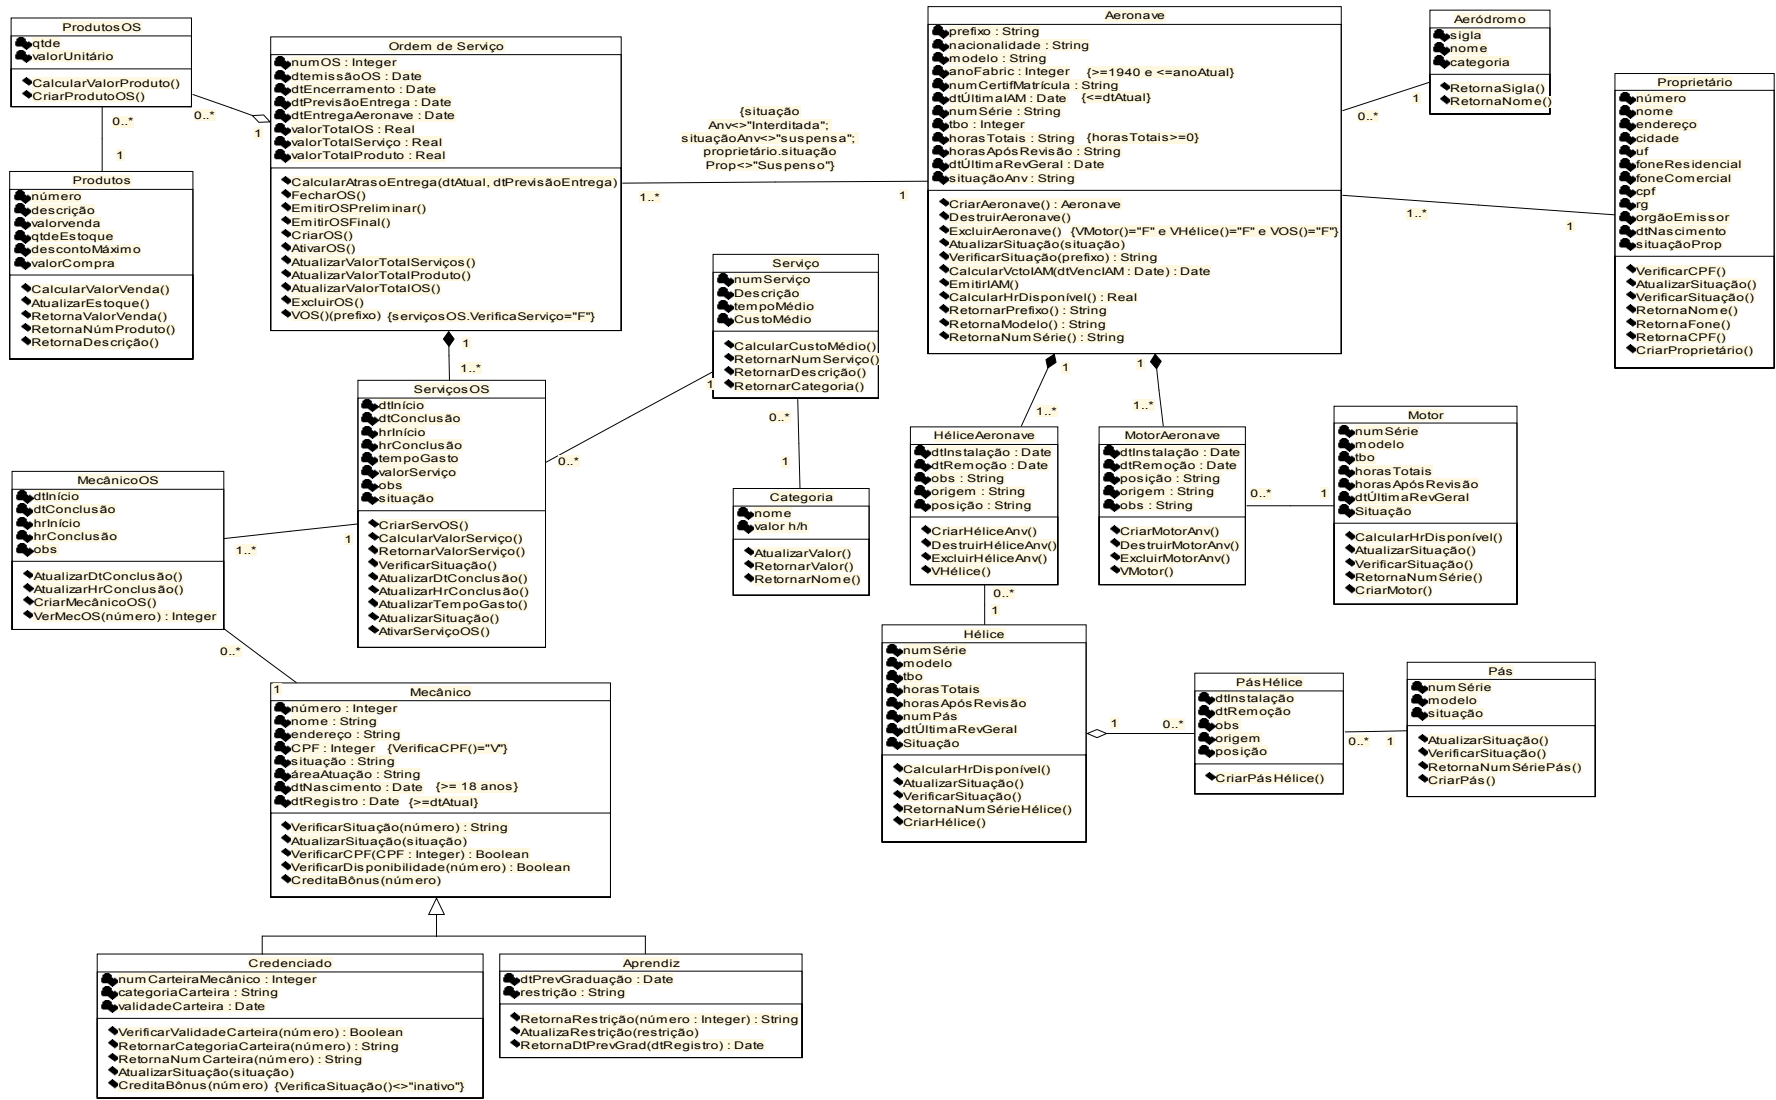 ProdutosOS
qtde
valorUnitário
CalcularValorProduto()
CriarProdutoOS()
0..*
1
0..*
1
Produtos
número
descrição
valorvenda
qtdeEstoque
descontoMáximo
valorCompra
CalcularValorVenda()
AtualizarEstoque()
RetornaValorVenda()
RetornaNúmProduto()
RetornaDescrição()
Ordem de Serviço
numOS : Integer
dtemissãoOS : Date
dtEncerramento : Date
dtPrevisãoEntrega : Date
dtEntregaAeronave : Date
valorTotalOS : Real
valorTotalServiço : Real
valorTotalProduto : Real
CalcularAtrasoEntrega(dtAtual, dtPrevisãoEntrega)
FecharOS()
EmitirOSPreliminar()
EmitirOSFinal()
CriarOS()
AtivarOS()
AtualizarValorTotalServiços()
AtualizarValorTotalProduto()
AtualizarValorTotalOS()
ExcluirOS()
VOS()(prefixo) {serviçosOS.VerificaServiço="F"}
1
1..*
{situação
Anv<>"Interditada";
situaçãoAnv<>"suspensa";
proprietário.situação
Prop<>"Suspenso"}
1..*
1
Aeronave
prefixo : String
nacionalidade : String
modelo : String
anoFabric : Integer {>=1940 e <=anoAtual}
numCertifMatrícula : String
dtÚltimaIAM : Date {<=dtAtual}
numSérie : String
tbo : Integer
horasTotais : String {horasTotais>=0}
horasApósRevisão : String
dtÚltimaRevGeral : Date
situaçãoAnv : String
CriarAeronave() : Aeronave
DestruirAeronave()
ExcluirAeronave() {VMotor()="F" e VHélice()="F" e VOS()="F"}
AtualizarSituação(situação)
VerificarSituação(prefixo) : String
CalcularVctoIAM(dtVencIAM : Date) : Date
EmitirIAM()
CalcularHrDisponível() : Real
RetornarPrefixo() : String
RetornaModelo() : String
RetornaNumSérie() : String
Aeródromo
sigla
nome
categoria
RetornaSigla()
RetornaNome()
1
0..*
1..*
1
Proprietário
número
nome
endereço
cidade
uf
foneResidencial
foneComercial
cpf
rg
orgãoEmissor
dtNascimento
situaçãoProp
VerificarCPF()
AtualizarSituação()
VerificarSituação()
RetornaNome()
RetornaFone()
RetornaCPF()
CriarProprietário()
Serviço
numServiço
Descrição
tempoMédio
CustoMédio
CalcularCustoMédio()
RetornarNumServiço()
RetornarDescrição()
RetornarCategoria()
1
0..*
0..*
1
Categoria
nome
valor h/h
AtualizarValor()
RetornarValor()
RetornarNome()
ServiçosOS
dtInício
dtConclusão
hrInício
hrConclusão
tempoGasto
valorServiço
obs
situação
CriarServOS()
CalcularValorServiço()
RetornarValorServiço()
VerificarSituação()
AtualizarDtConclusão()
AtualizarHrConclusão()
AtualizarTempoGasto()
AtualizarSituação()
AtivarServiçoOS()
MecânicoOS
dtInício
dtConclusão
hrInício
hrConclusão
obs
AtualizarDtConclusão()
AtualizarHrConclusão()
CriarMecânicoOS()
VerMecOS(número) : Integer
1..*
1
0..*
1
Mecânico
número : Integer
nome : String
endereço : String
CPF : Integer {VerificaCPF()="V"}
situação : String
áreaAtuação : String
dtNascimento : Date {>= 18 anos}
dtRegistro : Date {>=dtAtual}
VerificarSituação(número) : String
AtualizarSituação(situação)
VerificarCPF(CPF : Integer) : Boolean
VerificarDisponibilidade(número) : Boolean
CreditaBônus(número)
Credenciado
numCarteiraMecânico : Integer
categoriaCarteira : String
validadeCarteira : Date
VerificarValidadeCarteira(número) : Boolean
RetornarCategoriaCarteira(número) : String
RetornaNumCarteira(número) : String
AtualizarSituação(situação)
CreditaBônus(número) {VerificaSituação()<>"inativo"}
Aprendiz
dtPrevGraduação : Date
restrição : String
RetornaRestrição(número : Integer) : String
AtualizaRestrição(restrição)
RetornaDtPrevGrad(dtRegistro) : Date
1
1..*
1
1..*
HéliceAeronave
dtInstalação : Date
dtRemoção : Date
obs : String
origem : String
posição : String
CriarHéliceAnv()
DestruirHéliceAnv()
ExcluirHéliceAnv()
VHélice()
MotorAeronave
dtInstalação : Date
dtRemoção : Date
posição : String
origem : String
obs : String
CriarMotorAnv()
DestruirMotorAnv()
ExcluirMotorAnv()
VMotor()
0..*
1
Motor
numSérie
modelo
tbo
horasTotais
horasApósRevisão
dtÚltimaRevGeral
Situação
CalcularHrDisponível()
AtualizarSituação()
VerificarSituação()
RetornaNumSérie()
CriarMotor()
0..*
1
Hélice
numSérie
modelo
tbo
horasTotais
horasApósRevisão
numPás
dtÚltimaRevGeral
Situação
CalcularHrDisponível()
AtualizarSituação()
VerificarSituação()
RetornaNumSérieHélice()
CriarHélice()
1
0..*
PásHélice
dtInstalação
dtRemoção
obs
origem
posição
CriarPásHélice()
0..*
1
Pás
numSérie
modelo
situação
AtualizarSituação()
VerificarSituação()
RetornaNumSériePás()
CriarPás()